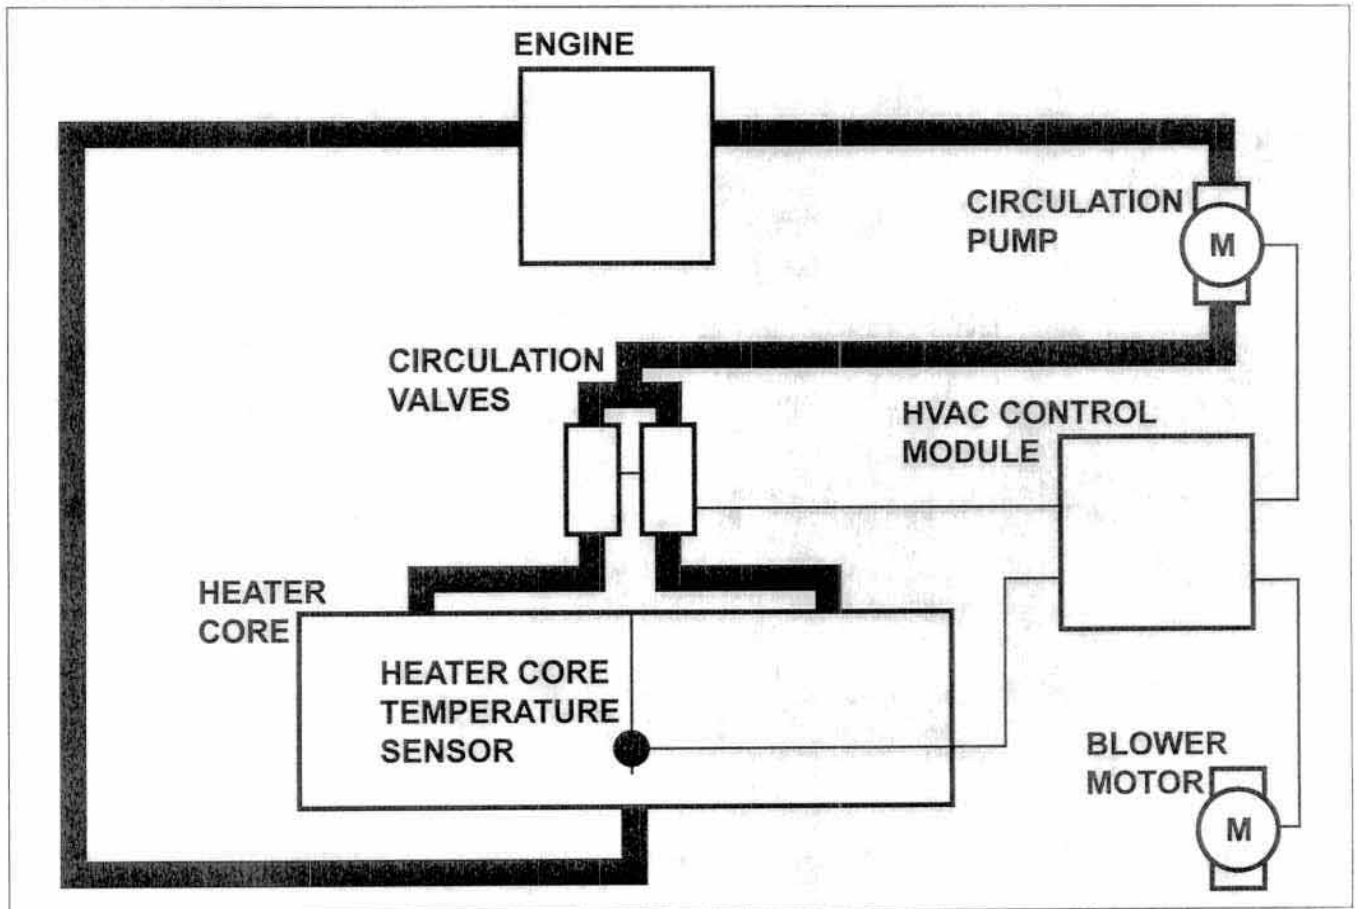 ENGINE
CIRCULATION
PUMP
M
CIRCULATION
VALVES
HVAC CONTROL
MODULE
HEATER
CORE
HEATER CORE
TEMPERATURE
SENSOR
BLOWER
MOTOR
M